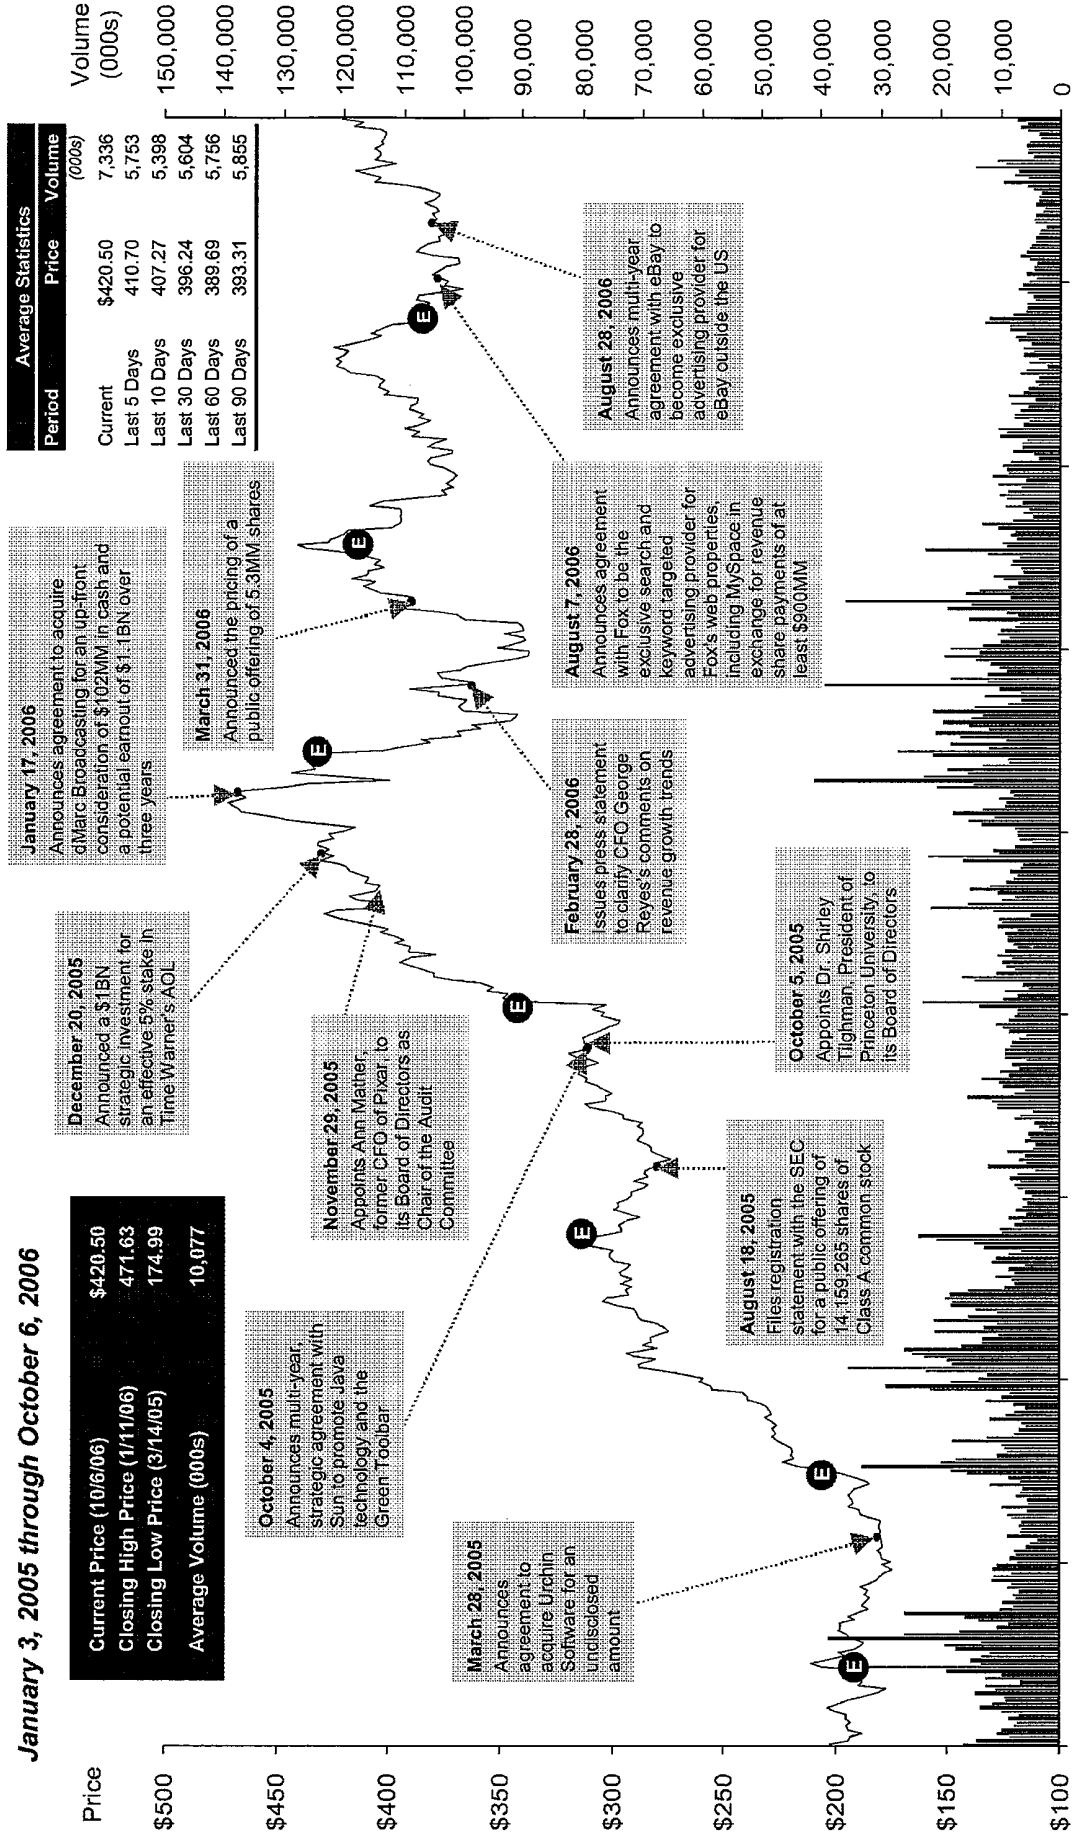 January 3, 2005 through October 6, 2006
Price
Volume
(000s)
$500
$450
$400
$350
$300
$250
$200
$150
$100
150,000
140,000
130,000
120,000
110,000
100,000
90,000
80,000
70,000
60,000
50,000
40,000
30,000
20,000
10,000
0
Current Price (10/6/06) $420.50
Closing High Price (1/11/06) 471.63
Closing Low Price (3/14/05) 174.99
Average Volume (000s) 10,077
Average Statistics
Period Price Volume
(000s)
Current $420.50 7,336
Last 5 Days 410.70 5,753
Last 10 Days 407.27 5,398
Last 30 Days 396.24 5,604
Last 60 Days 389.69 5,756
Last 90 Days 393.31 5,855
December 20, 2005
Announced a $1BN
strategic investment for
an effective 5% stake in
Time Warner's AOL
January 17, 2006
Announces agreement to acquire
dMarc Broadcasting for an up-front
consideration of $102MM in cash and
a potential earnout of $1.1BN over
three years
March 31, 2006
Announced the pricing of a
public offering of 5.3MM shares
October 4, 2005
Announces multi-year,
strategic agreement with
Sun to promote Java
technology and the
Green Toolbar
November 29, 2005
Appoints Ann Mather,
former CFO of Pixar, to
its Board of Directors as
Chair of the Audit
Committee
March 28, 2005
Announces
agreement to
acquire Urchin
Software for an
undisclosed
amount
February 28, 2006
Issues press statement
to clarify CFO George
Reyes's comments on
revenue growth trends
August 7, 2006
Announces agreement
with Fox to be the
exclusive search and
keyword targeted
advertising provider for
Fox's web properties,
including MySpace in
exchange for revenue
share payments of at
least $900MM
August 28, 2006
Announces multi-year
agreement with eBay to
become exclusive
advertising provider for
eBay outside the US
August 18, 2005
Files registration
statement with the SEC
for a public offering of
14,159,265 shares of
Class A common stock
October 5, 2005
Appoints Dr. Shirley
Tilghman, President of
Princeton University, to
its Board of Directors
E
E
E
E
E
E
E